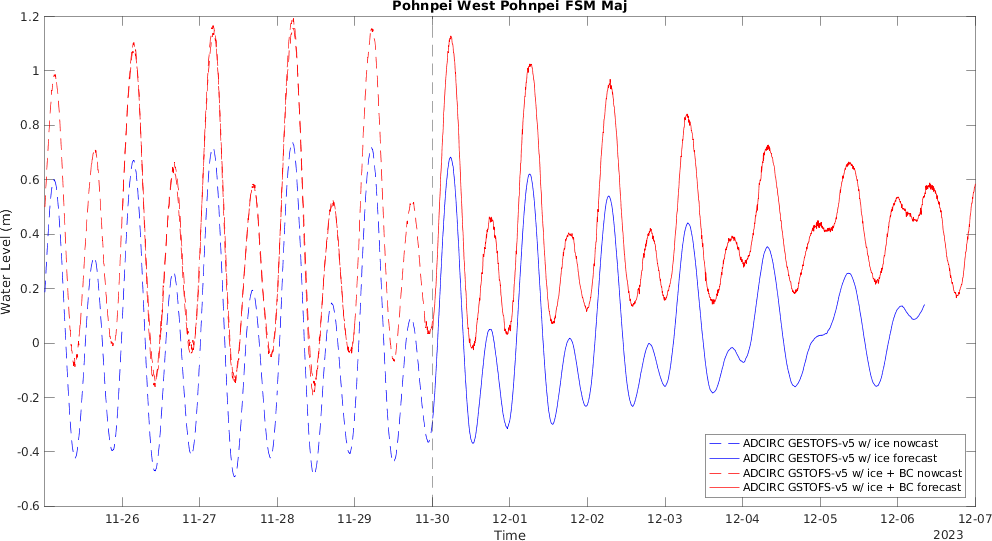 Pohnpei West Pohnpei FSM Maj
1.2
1
0.8
0.6
0.4
0.2
0
-0.2
-0.4
-0.6
Water Level (m)
ADCIRC GESTOFS-v5 w/ ice nowcast
ADCIRC GESTOFS-v5 w/ ice forecast
ADCIRC GSTOFS-v5 w/ ice + BC nowcast
ADCIRC GSTOFS-v5 w/ ice + BC forecast
11-26 11-27 11-28 11-29 11-30 12-01 12-02 12-03 12-04 12-05 12-06 12-07
Time
2023